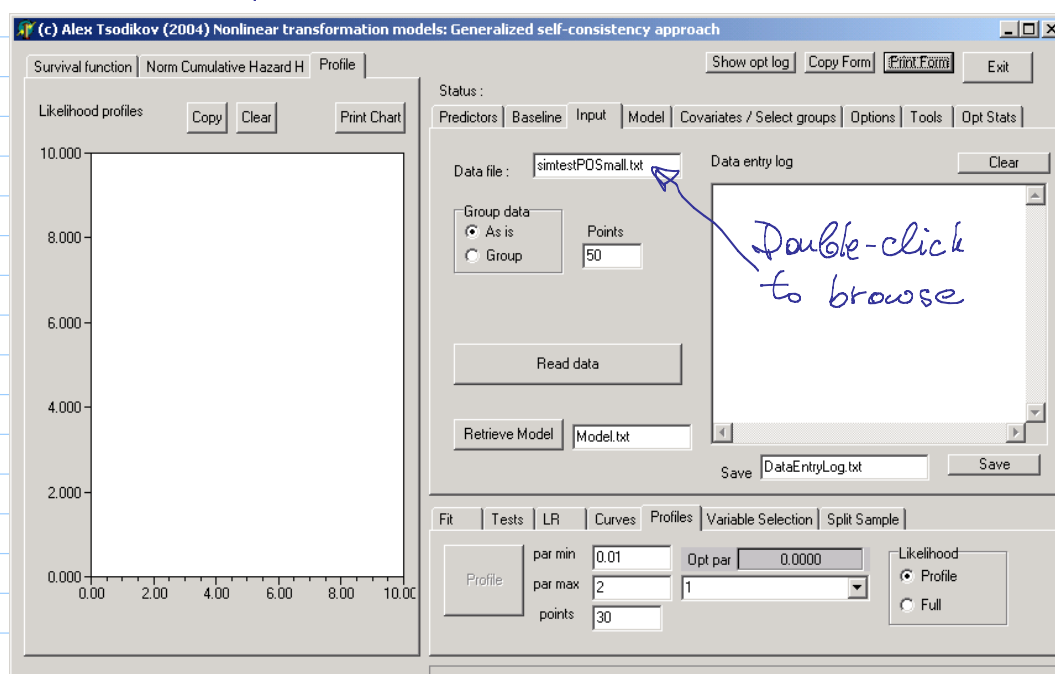 (c) Alex Tsodikov (2004) Nonlinear transformation models: Generalized self-consistency approach
Show opt log Copy Form Print Form Exit
Survival function Norm Cumulative Hazard H Profile
Status :
Likelihood profiles Copy Clear Print Chart
Predictors Baseline Input Model Covariates / Select groups Options Tools Opt Stats
10.000
8.000
6.000
4.000
2.000
0.000
0.00 2.00 4.00 6.00 8.00 10.00
Data file : simtestPOSmall.txt
Data entry log Clear
Group data
As is
Group
Points
50
Double-click
to browse
Read data
Retrieve Model Model.txt
Save DataEntryLog.txt Save
Fit Tests LR Curves Profiles Variable Selection Split Sample
Profile
par min 0.01
par max 2
points 30
Opt par 0.0000
1
Likelihood
Profile
Full